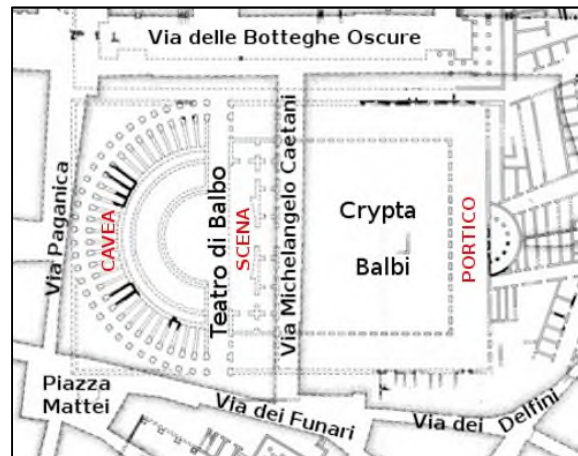 Via delle Botteghe Oscure
Via Paganica
CAVEA
Teatro di Balbo
SCENA
Via Michelangelo Caetani
Crypta
Balbi
PORTICO
Piazza
Mattei
Via dei Funari
Via dei Delfini